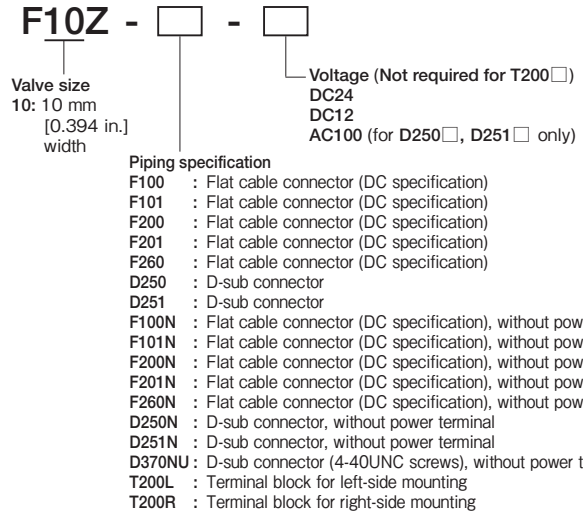 F10Z - □ - □
Valve size
10: 10 mm
[0.394 in.]
width
Voltage (Not required for T200□)
DC24
DC12
AC100 (for D250□, D251□ only)
Piping specification
F100 : Flat cable connector (DC specification)
F101 : Flat cable connector (DC specification)
F200 : Flat cable connector (DC specification)
F201 : Flat cable connector (DC specification)
F260 : Flat cable connector (DC specification)
D250 : D-sub connector
D251 : D-sub connector
F100N : Flat cable connector (DC specification), without
F101N : Flat cable connector (DC specification), without
F200N : Flat cable connector (DC specification), without
F201N : Flat cable connector (DC specification), without
F260N : Flat cable connector (DC specification), without
D250N : D-sub connector, without power terminal
D251N : D-sub connector, without power terminal
D370NU : D-sub connector (4-40UNC screws), without power
T200L : Terminal block for left-side mounting
T200R : Terminal block for right-side mounting